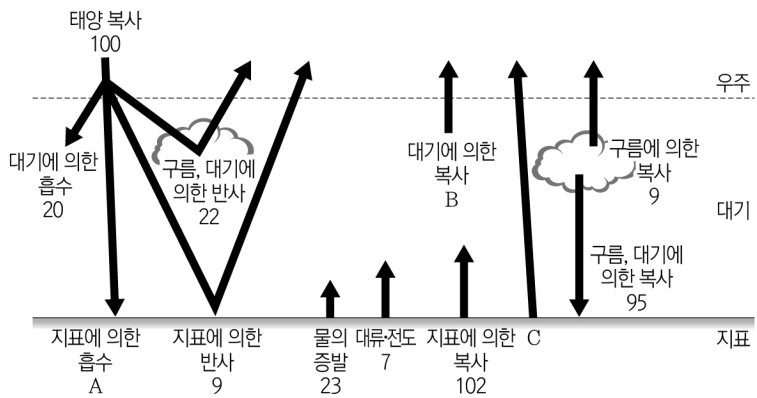 태양 복사
100
우주
대기에 의한
흡수
20
구름, 대기에
의한 반사
22
대기에 의한
복사
B
구름에 의한
복사
9
대기
구름, 대기에
의한 복사
95
지표에 의한
흡수
A
지표에 의한
반사
9
물의
증발
23
대류·전도
7
지표에 의한
복사
102
C
지표